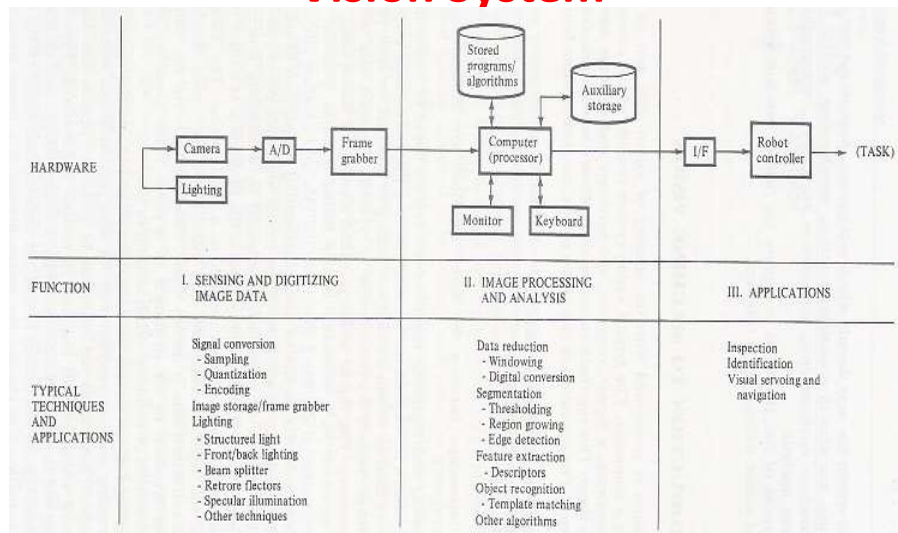 Vision System
Stored
programs/
algorithms
Auxiliary
storage
HARDWARE
Camera
A/D
Frame
grabber
Computer
(processor)
I/F
Robot
controller
(TASK)
Lighting
Monitor
Keyboard
FUNCTION
I. SENSING AND DIGITIZING
IMAGE DATA
II. IMAGE PROCESSING
AND ANALYSIS
III. APPLICATIONS
TYPICAL
TECHNIQUES
AND
APPLICATIONS
Signal conversion
- Sampling
- Quantization
- Encoding
Image storage/frame grabber
Lighting
- Structured light
- Front/back lighting
- Beam splitter
- Retrore flectors
- Specular illumination
- Other techniques
Data reduction
- Windowing
- Digital conversion
Segmentation
- Thresholding
- Region growing
- Edge detection
Feature extraction
- Descriptors
Object recognition
- Template matching
Other algorithms
Inspection
Identification
Visual servoing and
navigation